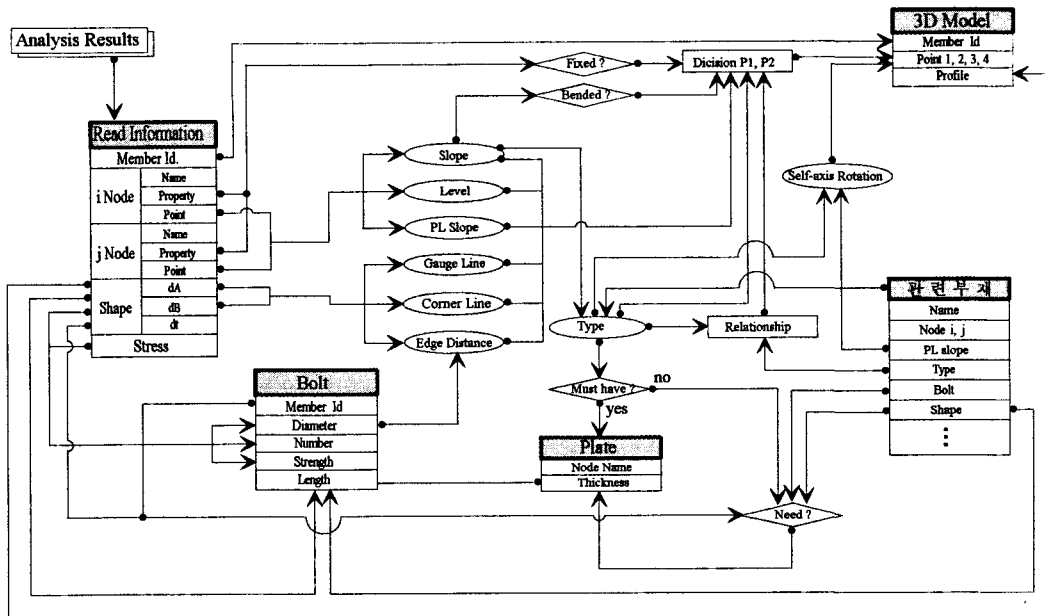 Analysis Results
3D Model
Member Id
Point 1, 2, 3, 4
Profile
Fixed ?
Dicision P1, P2
Bended ?
Read Information
Member Id.
i Node
Name
Property
Point
j Node
Name
Property
Point
Shape
dA
dB
dt
Stress
Slope
Level
PL Slope
Gauge Line
Corner Line
Edge Distance
Self-axis Rotation
Type
Relationship
관 련 부 재
Name
Node i, j
PL slope
Type
Bolt
Shape
⋮
Must have ?
no
yes
Bolt
Member Id
Diameter
Number
Strength
Length
Plate
Node Name
Thickness
Need ?